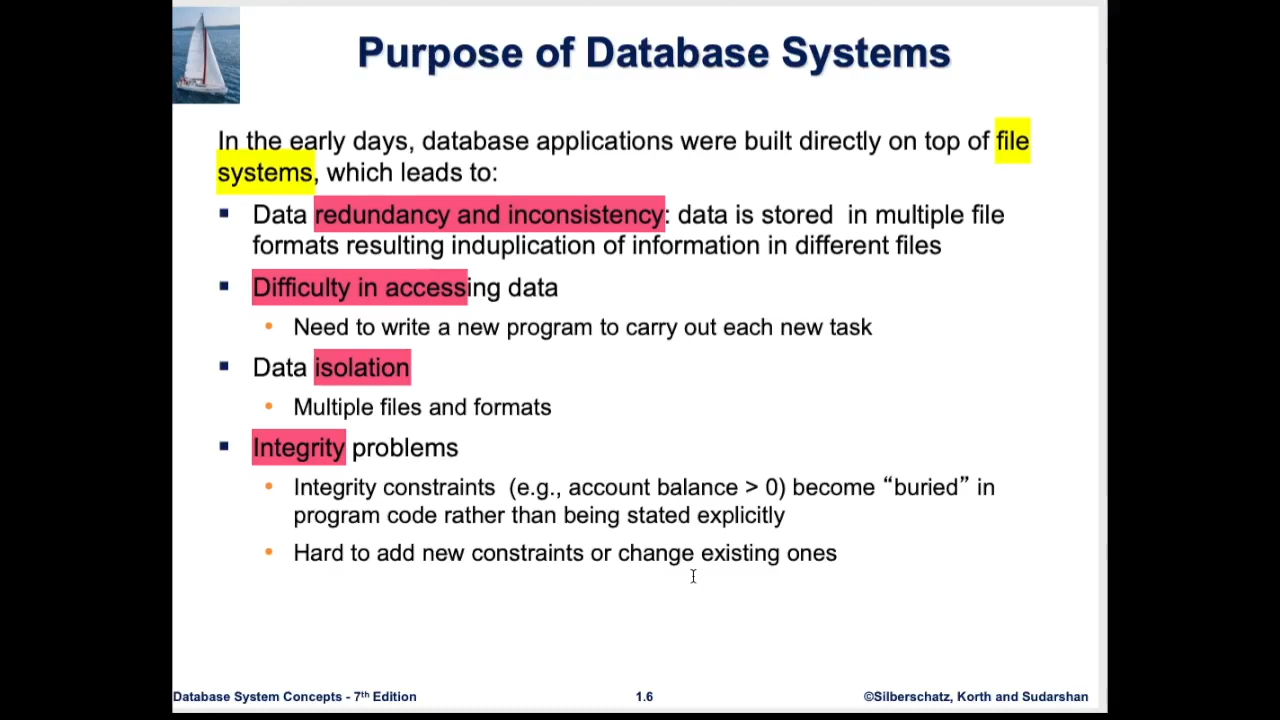 Purpose of Database Systems
In the early days, database applications were built directly on top of file
systems, which leads to:
▪ Data redundancy and inconsistency: data is stored  in multiple file
formats resulting induplication of information in different files
▪ Difficulty in accessing data
• Need to write a new program to carry out each new task
▪ Data isolation
• Multiple files and formats
▪ Integrity problems
• Integrity constraints  (e.g., account balance > 0) become “buried” in
program code rather than being stated explicitly
• Hard to add new constraints or change existing ones
Database System Concepts - 7th Edition
1.6
©Silberschatz, Korth and Sudarshan